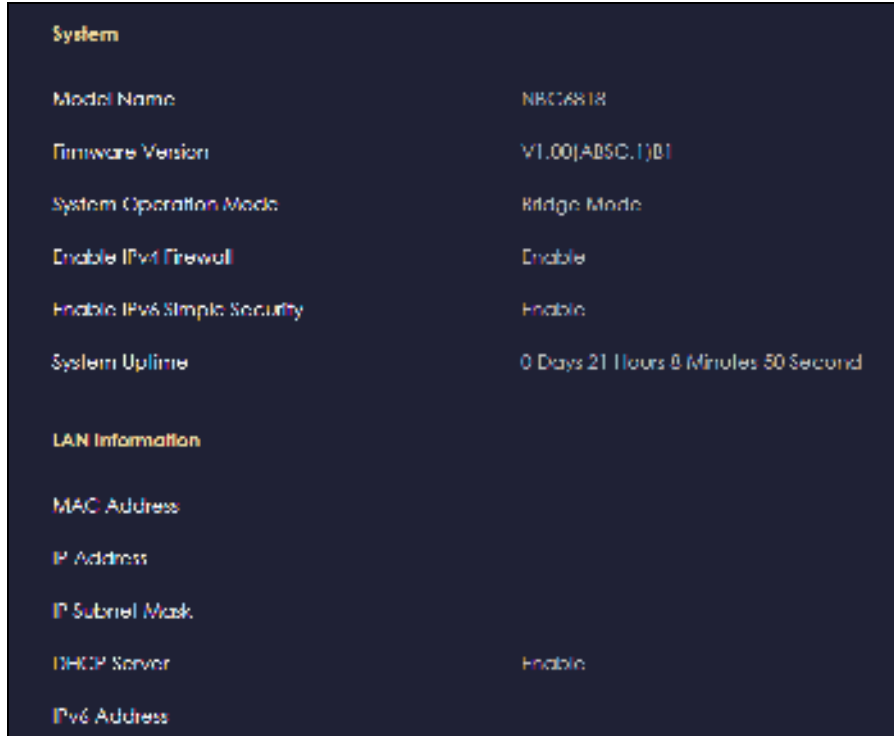 System
Model Name NBG6818
Firmware Version V1.00(ABSC.1)B1
System Operation Mode Bridge Mode
Enable IPv4 Firewall Enable
Enable IPv6 Simple Security Enable
System Uptime 0 Days 21 Hours 8 Minutes 50 Second
LAN Information
MAC Address
IP Address
IP Subnet Mask
DHCP Server Enable
IPv6 Address